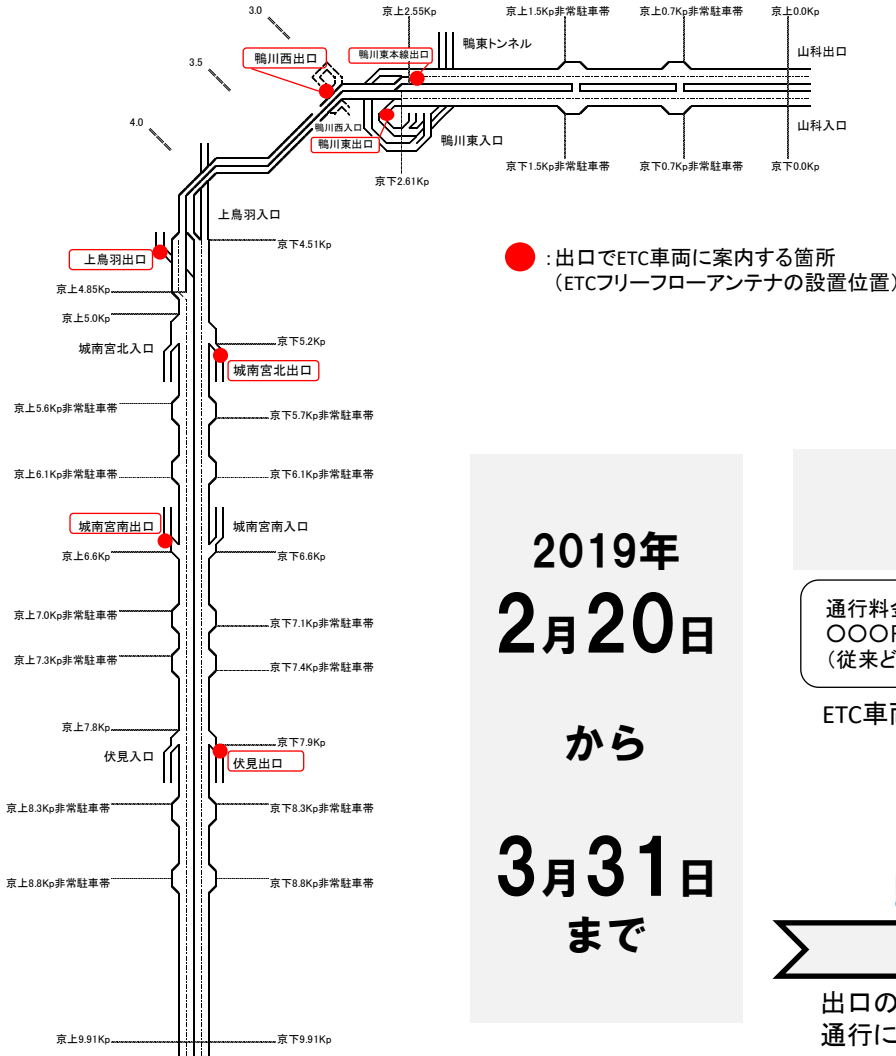 3.0
3.5
4.0
京上2.55Kp
京上1.5Kp非常駐車帯
京上0.7Kp非常駐車帯
京上0.0Kp
鴨川西出口
鴨川東本線出口
鴨東トンネル
山科出口
鴨川西入口
鴨川東出口
鴨川東入口
山科入口
京下2.61Kp
京下1.5Kp非常駐車帯
京下0.7Kp非常駐車帯
京下0.0Kp
上鳥羽入口
上鳥羽出口
京下4.51Kp
京上4.85Kp
京上5.0Kp
城南宮北入口
京下5.2Kp
城南宮北出口
京上5.6Kp非常駐車帯
京下5.7Kp非常駐車帯
京上6.1Kp非常駐車帯
京下6.1Kp非常駐車帯
城南宮南出口
城南宮南入口
京上6.6Kp
京下6.6Kp
京上7.0Kp非常駐車帯
京下7.1Kp非常駐車帯
京上7.3Kp非常駐車帯
京下7.4Kp非常駐車帯
京上7.8Kp
京下7.9Kp
伏見入口
伏見出口
京上8.3Kp非常駐車帯
京下8.3Kp非常駐車帯
京上8.8Kp非常駐車帯
京下8.8Kp非常駐車帯
京上9.91Kp
京下9.91Kp
:出口でETC車両に案内する箇所
(ETCフリーフローアンテナの設置位置)
2019年
2月20日
から
3月31日
まで
通行料金
〇〇〇
(従来ど
ETC車両
出口の
通行に